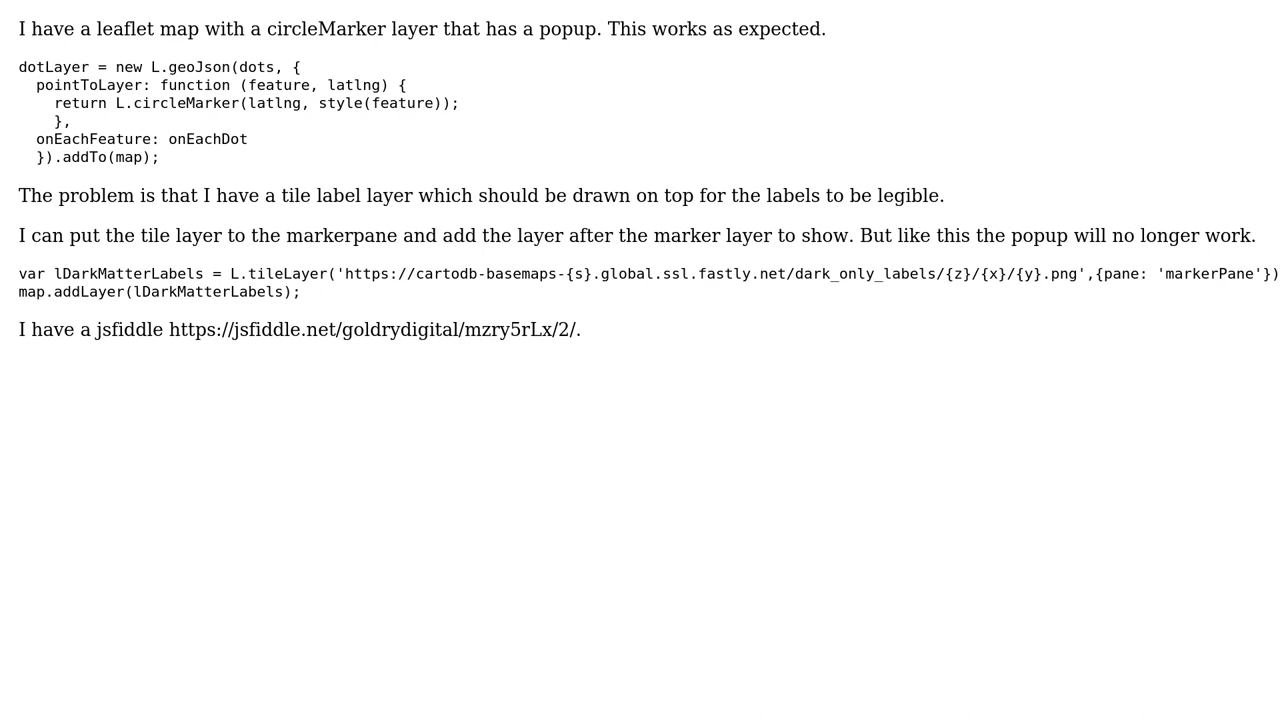 I have a leaflet map with a circleMarker layer that has a popup. This works as expected.
dotLayer = new L.geoJson(dots, {
  pointToLayer: function (feature, latlng) {
    return L.circleMarker(latlng, style(feature));
    },
  onEachFeature: onEachDot
  }).addTo(map);
The problem is that I have a tile label layer which should be drawn on top for the labels to be legible.
I can put the tile layer to the markerpane and add the layer after the marker layer to show. But like this the popup will no longer work.
var lDarkMatterLabels = L.tileLayer('https://cartodb-basemaps-{s}.global.ssl.fastly.net/dark_only_labels/{z}/{x}/{y}.png',{pane: 'markerPane'})
map.addLayer(lDarkMatterLabels);
I have a jsfiddle https://jsfiddle.net/goldrydigital/mzry5rLx/2/.